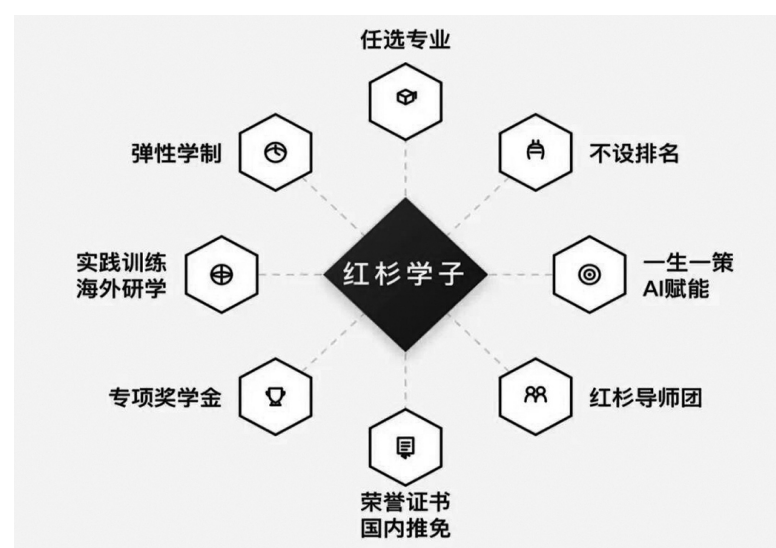 任选专业
弹性学制
不设排名
实践训练
海外研学
红杉学子
一生一策
AI赋能
专项奖学金
红杉导师团
荣誉证书
国内推免